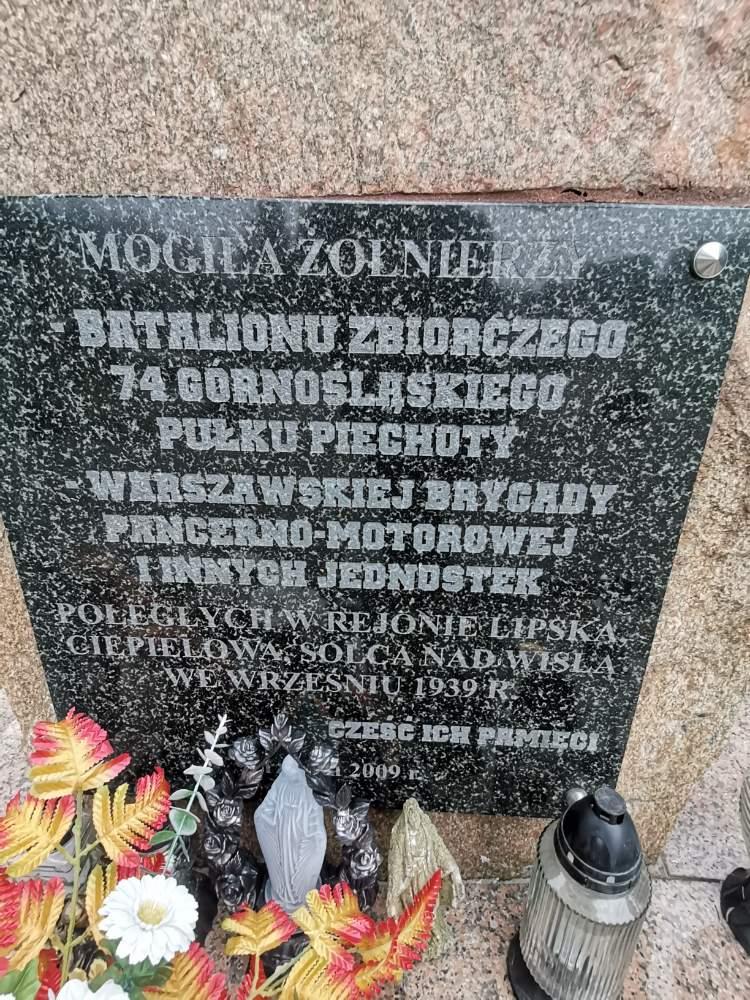 MOGIŁA ŻOŁNIERZY
- BATALIONU ZBIORCZEGO
74 GÓRNOŚLĄSKIEGO
PUŁKU PIECHOTY
- WARSZAWSKIEJ BRYGADY
PANCERNO-MOTOROWEJ
I INNYCH JEDNOSTEK
POLEGŁYCH W REJONIE LIPSKA,
CIEPIELOWA, SOLCA NAD WISŁĄ
WE WRZEŚNIU 1939 R.
CZEŚĆ ICH PAMIĘCI
2009 r.